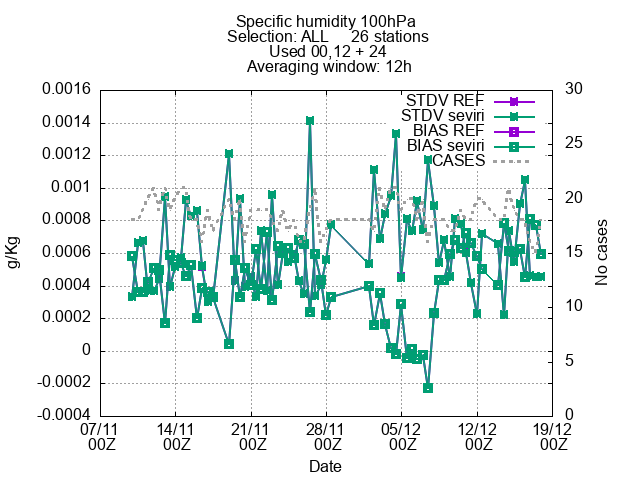 Specific humidity 100hPa
Selection: ALL 26 stations
Used 00,12 + 24
Averaging window: 12h
0.0016
0.0014
0.0012
0.001
0.0008
0.0006
0.0004
0.0002
0
-0.0002
-0.0004
g/Kg
30
25
20
15
10
5
0
No cases
STDV REF
STDV seviri
BIAS REF
BIAS seviri
CASES
07/11 14/11 21/11 28/11 05/12 12/12 19/12
00Z 00Z 00Z 00Z 00Z 00Z 00Z
Date